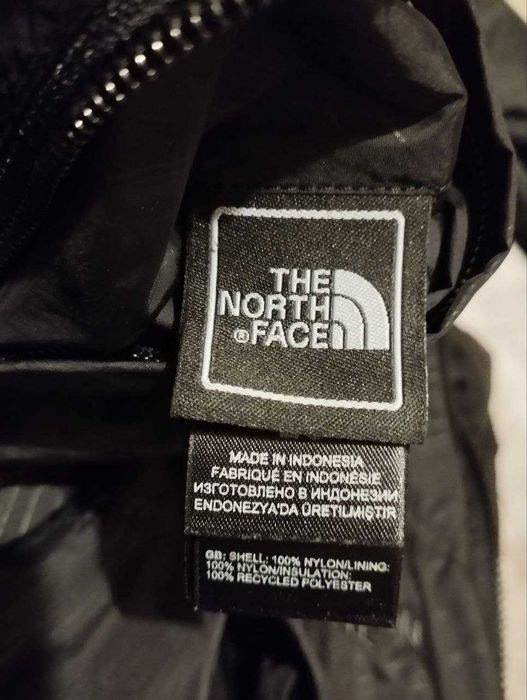 THE
NORTH
® FACE
MADE IN INDONESIA
FABRIQUÉ EN INDONÉSIE
ИЗГОТОВЛЕНО В ИНДОНЕЗИИ
ENDONEZYA'DA ÜRETILMIŞTIR
GB: SHELL: 100% NYLON/LINING:
100% NYLON/INSULATION:
100% RECYCLED POLYESTER